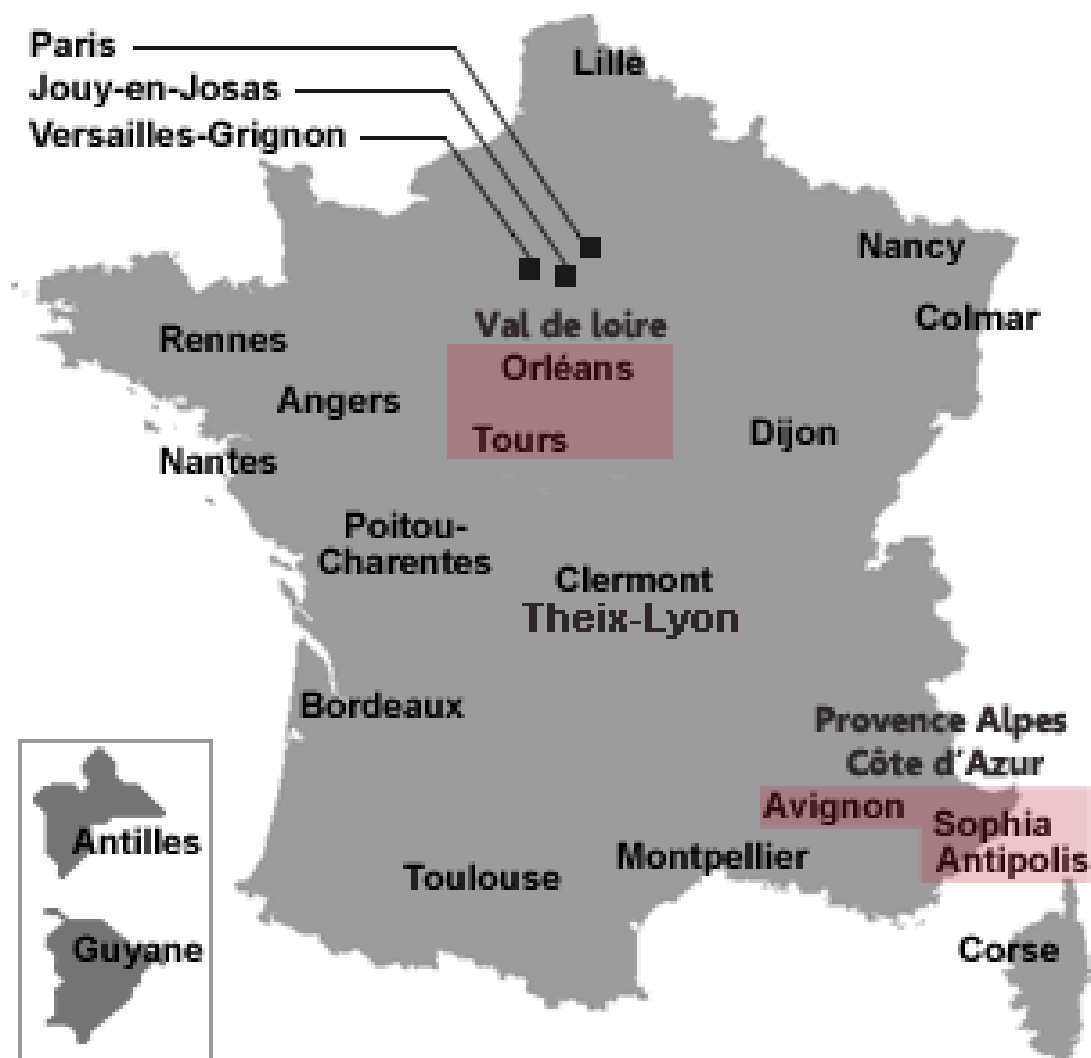 Paris
Lille
Jouy-en-Josas
Versailles-Grignon
Nancy
Colmar
Val de loire
Rennes
Orléans
Angers
Tours
Dijon
Nantes
Poitou-
Charentes
Clermont
Theix-Lyon
Bordeaux
Provence Alpes
Côte d'Azur
Avignon
Sophia
Antipolis
Montpellier
Toulouse
Antilles
Guyane
Corse